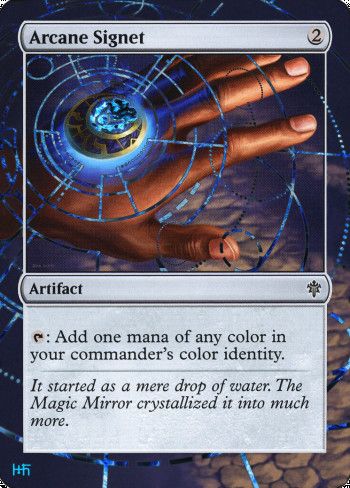 Arcane Signet 2
Artifact
: Add one mana of any color in
your commander's color identity.
It started as a mere drop of water. The
Magic Mirror crystallized it into much
more.